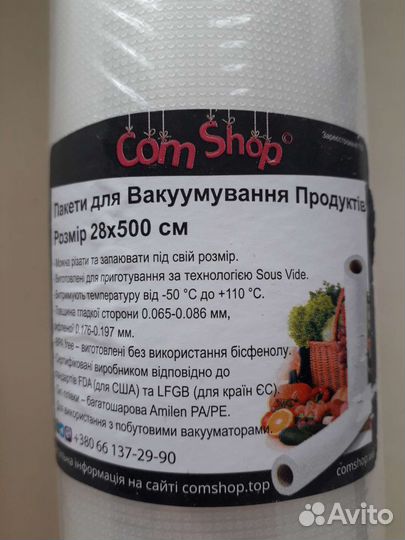 Com Shop©
Пакети для Вакуумування Продуктів
Розмір 28x500 см
- Можна різати та запаювати під свій розмір.
- Виготовлені для приготування за технологією Sous Vide.
- Витримують температуру від -50 °C до +110 °C.
- Товщина гладкої сторони 0.065-0.086 мм,
рифленої 0.176-0.197 мм.
виготовлені без використання бісфенолу.
- Сертифіковані виробником відповідно до
стандартів FDA (для США) та LFGB (для країн ЄС).
- Тип плівки – багатошарова Amilen PA/PE.
- Для використання з побутовими вакууматорами.
+380 66 137-29-90
інформація на сайті comshop.top
comshop
Avito